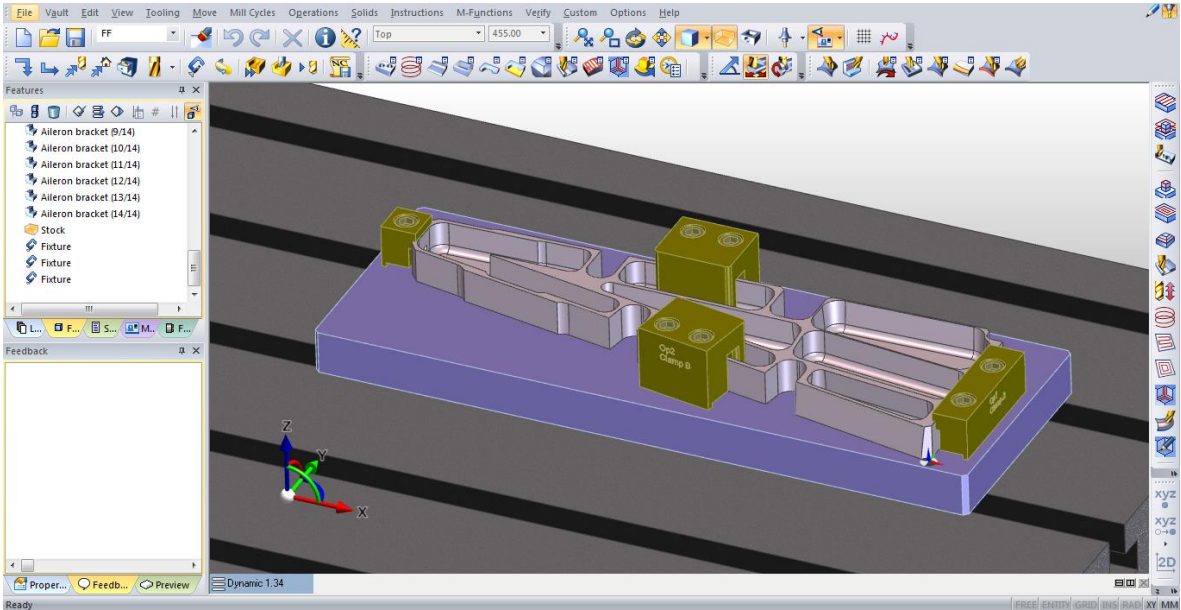 File Vault Edit View Tooling Move Mill Cycles Operations Solids Instructions M-Functions Verify Custom Options Help
FF Top 455.00
NC
Features
#
Aileron bracket (9/14)
Aileron bracket (10/14)
Aileron bracket (11/14)
Aileron bracket (12/14)
Aileron bracket (13/14)
Aileron bracket (14/14)
Stock
Fixture
Fixture
Fixture
L... F... S... M.. F...
Feedback
Op2
Clamp B
Z
Y
X
xyz
xyz
2D
Proper... Feedb... Preview
Dynamic 1.34
Ready
FREE ENTITY GRID INS RAD XY MM